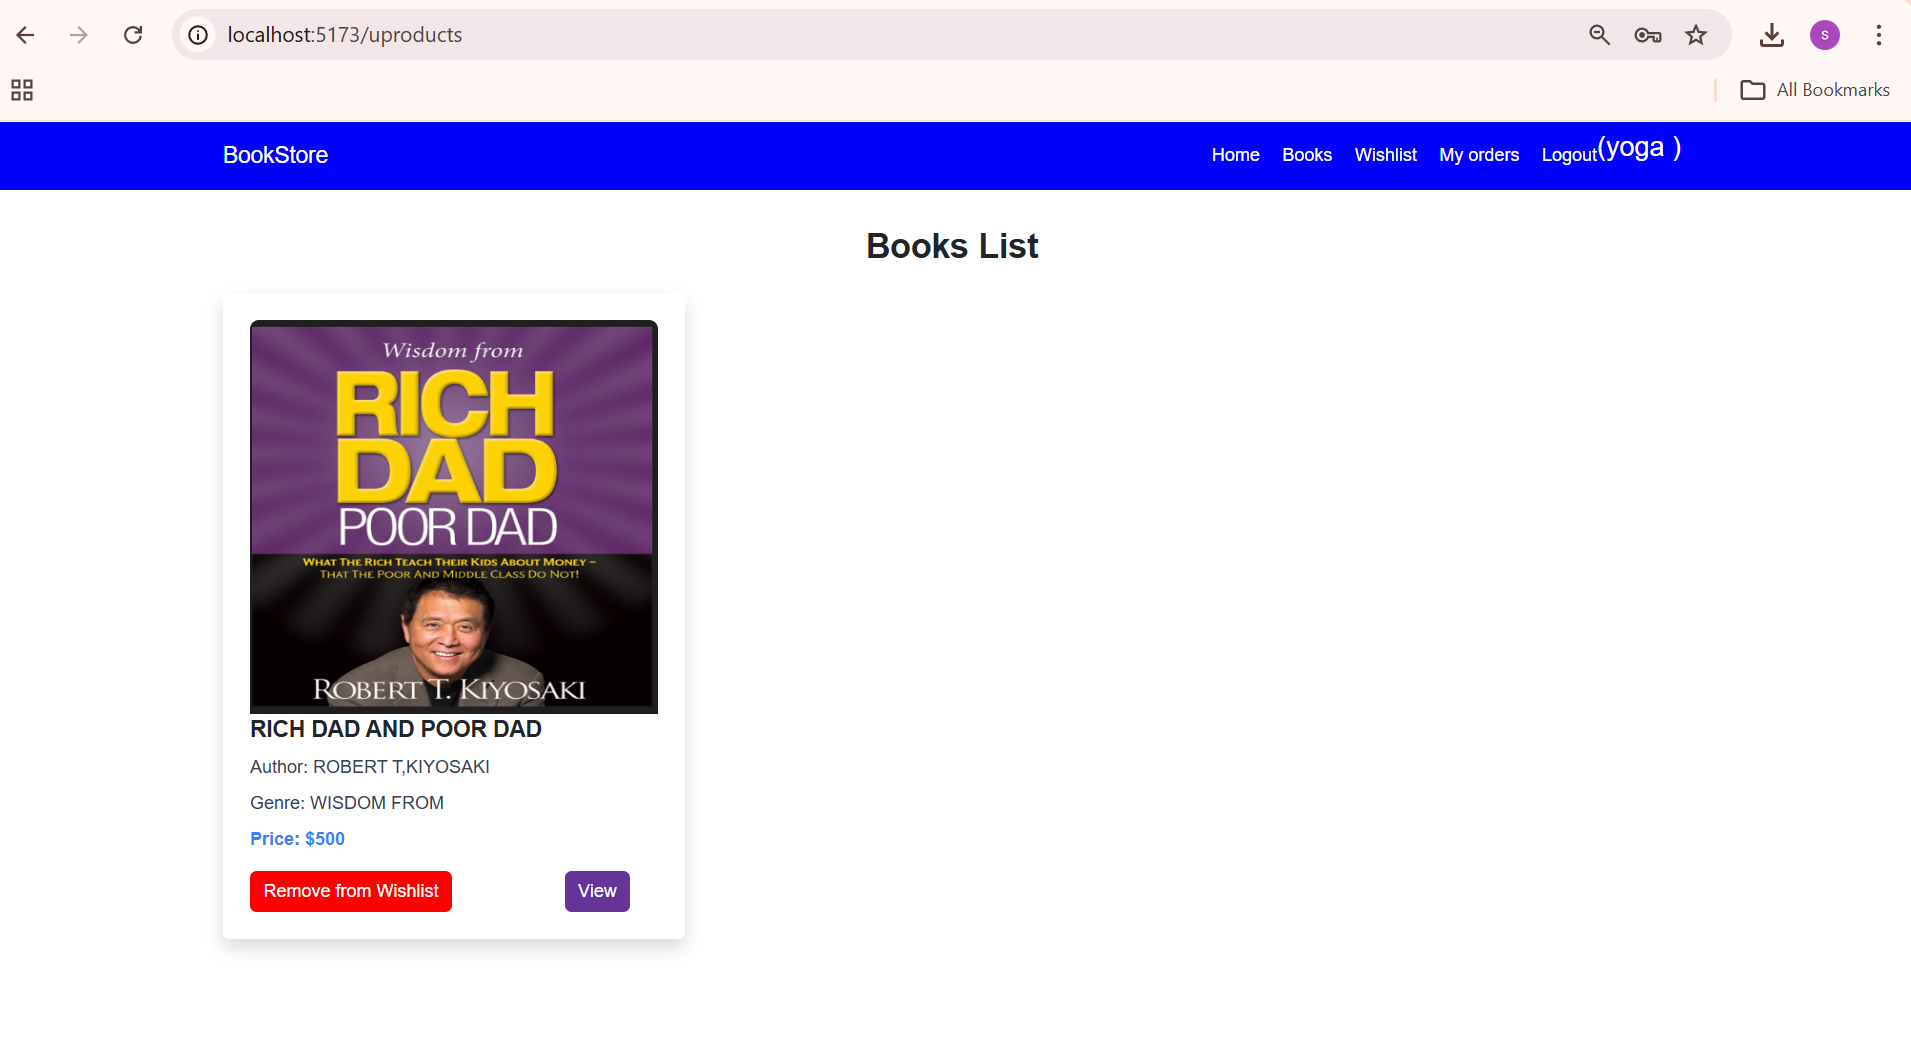 localhost:5173/uproducts
S
All Bookmarks
BookStore Home Books Wishlist My orders Logout(yoga )
Books List
Wisdom from
RICH
DAD
POOR DAD
WHAT THE RICH TEACH THEIR KIDS ABOUT MONEY –
THAT THE POOR AND MIDDLE CLASS DO NOT!
ROBERT T. KIYOSAKI
RICH DAD AND POOR DAD
Author: ROBERT T,KIYOSAKI
Genre: WISDOM FROM
Price: $500
Remove from Wishlist View